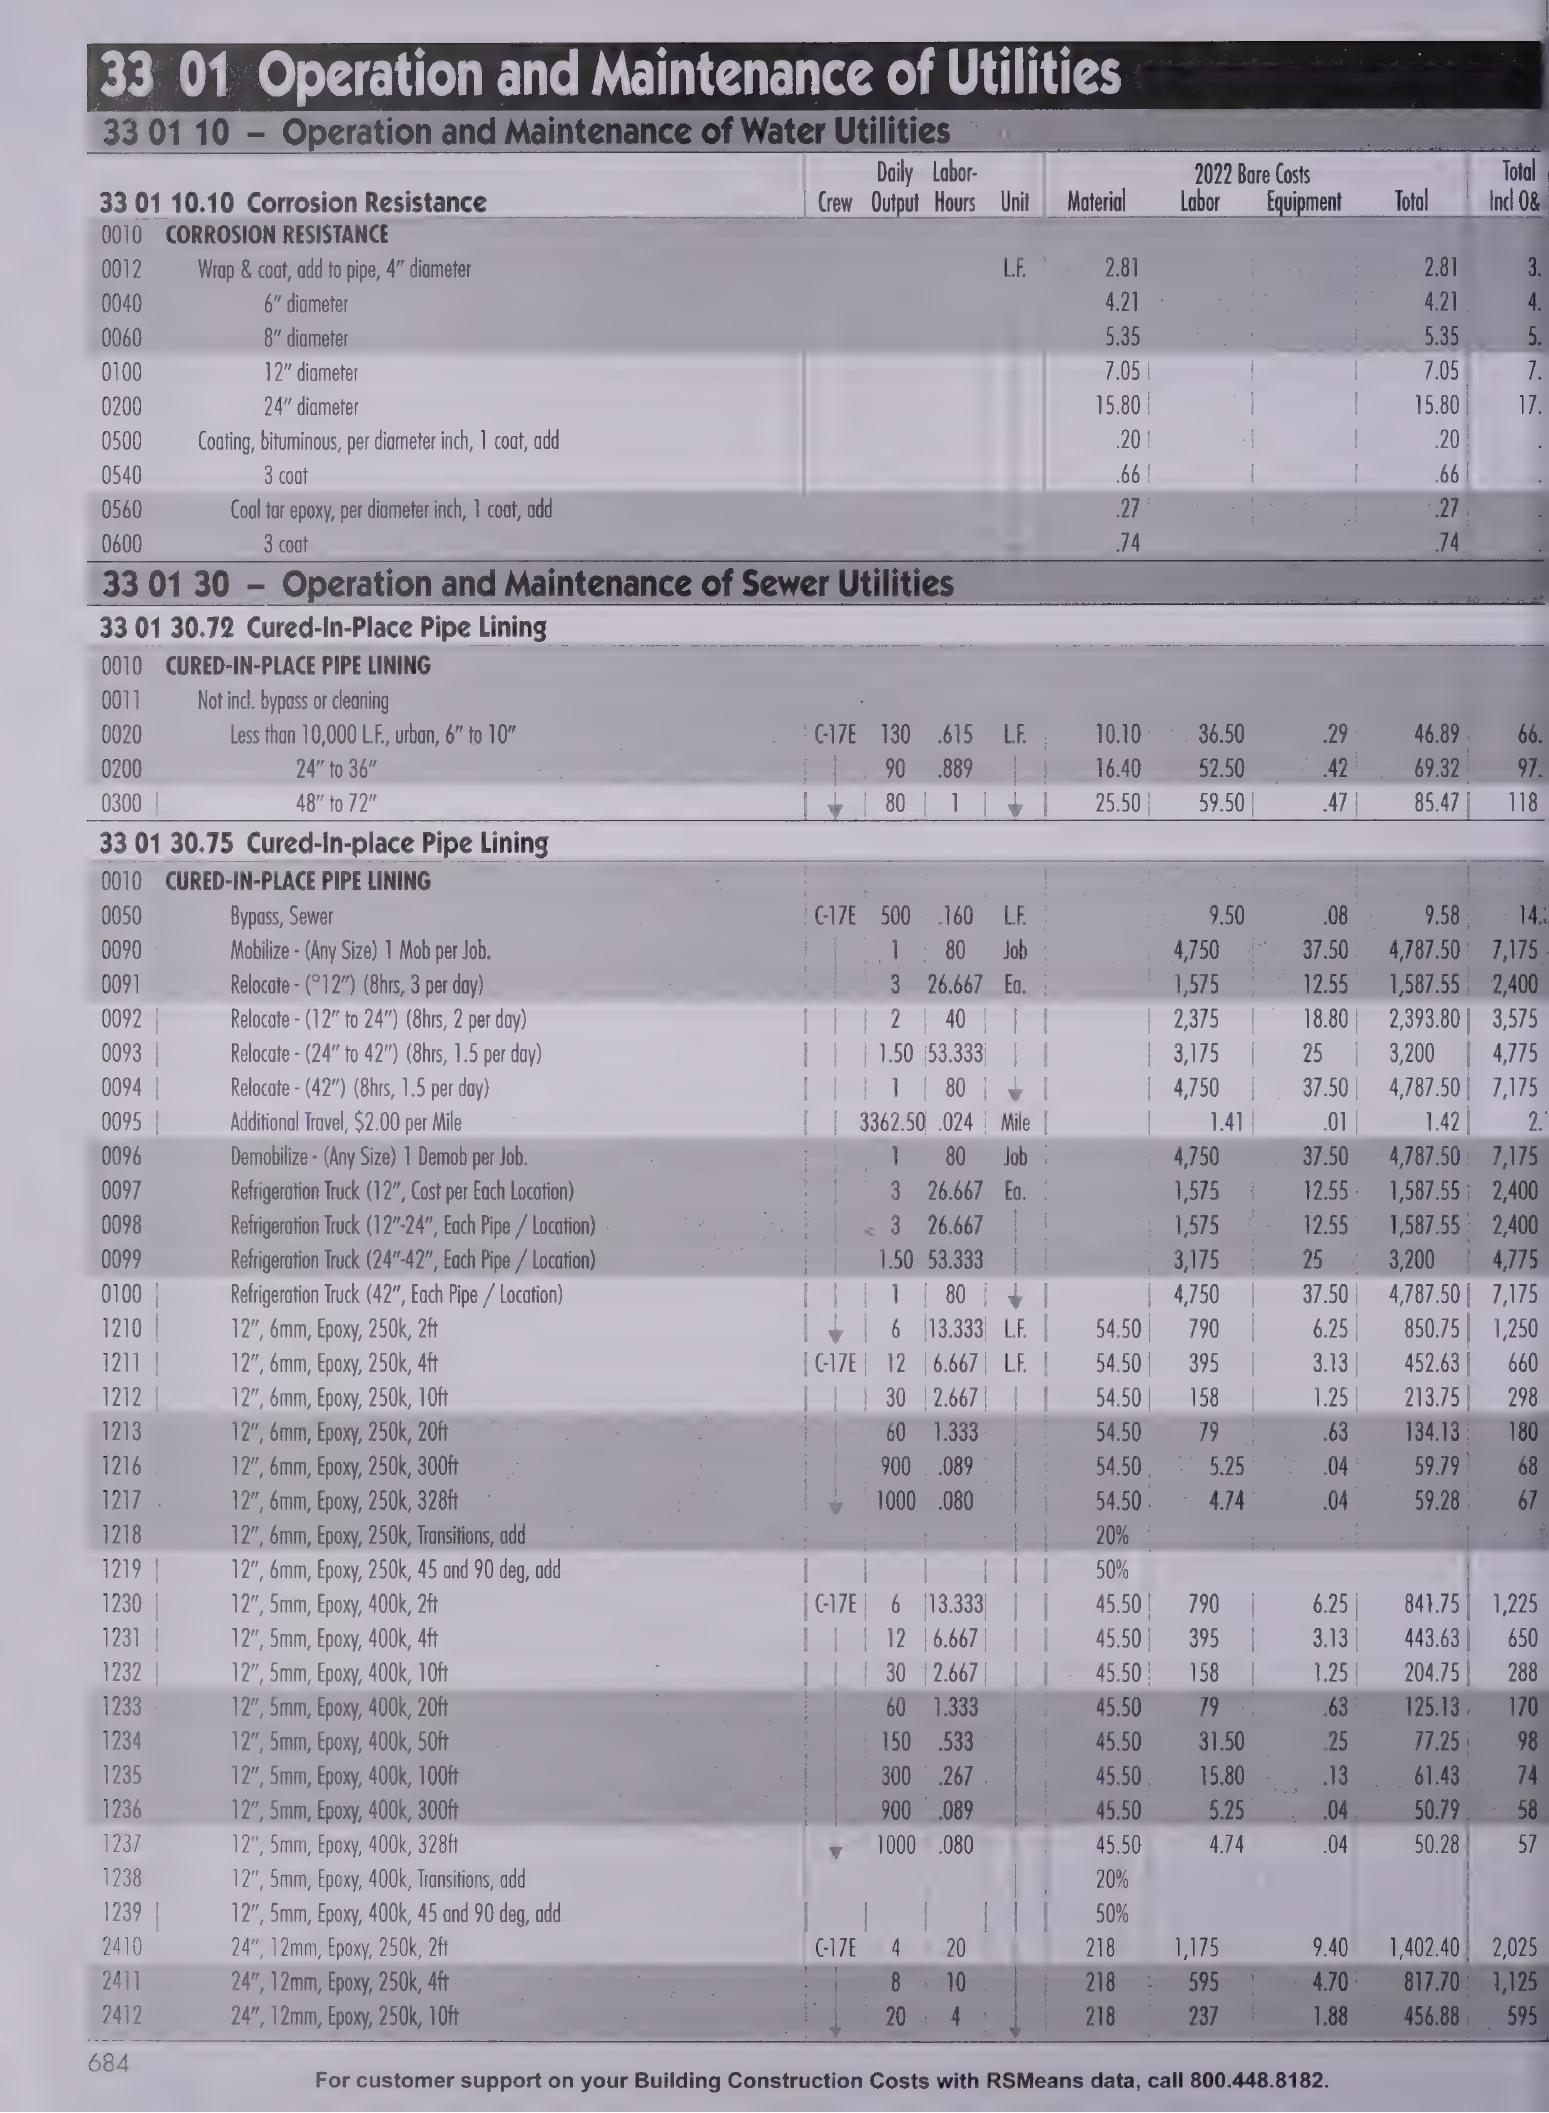 33 01 Operation and Maintenance of Utilities
33 01 10 – Operation and Maintenance of Water Utilities
Daily Labor- 2022 Bare Costs Total
33 01 10.10 Corrosion Resistance Crew Output Hours Unit Material Labor Equipment Total Incl O&
0010 CORROSION RESISTANCE
0012 Wrap & coat, add to pipe, 4" diameter L.F. 2.81 2.81 3.
0040 6" diameter 4.21 4.21 4.
0060 8" diameter 5.35 5.35 5.
0100 12" diameter 7.05 7.05 7.
0200 24" diameter 15.80 15.80 17.
0500 Coating, bituminous, per diameter inch, 1 coat, add .20 .20 .
0540 3 coat .66 .66 .
0560 Coal tar epoxy, per diameter inch, 1 coat, add .27 .27 .
0600 3 coat .74 .74 .
33 01 30 – Operation and Maintenance of Sewer Utilities
33 01 30.72 Cured-In-Place Pipe Lining
0010 CURED-IN-PLACE PIPE LINING
0011 Not incl. bypass or cleaning
0020 Less than 10,000 L.F., urban, 6" to 10" C-17E 130 .615 L.F. 10.10 36.50 .29 46.89 66.
0200 24" to 36" 90 .889 16.40 52.50 .42 69.32 97.
0300 48" to 72" 80 1 25.50 59.50 .47 85.47 118
33 01 30.75 Cured-In-place Pipe Lining
0010 CURED-IN-PLACE PIPE LINING
0050 Bypass, Sewer C-17E 500 .160 L.F. 9.50 .08 9.58 14.
0090 Mobilize - (Any Size) 1 Mob per Job. 1 80 Job 4,750 37.50 4,787.50 7,175
0091 Relocate - (°12") (8hrs, 3 per day) 3 26.667 Ea. 1,575 12.55 1,587.55 2,400
0092 Relocate - (12" to 24") (8hrs, 2 per day) 2 40 2,375 18.80 2,393.80 3,575
0093 Relocate - (24" to 42") (8hrs, 1.5 per day) 1.50 53.333 3,175 25 3,200 4,775
0094 Relocate - (42") (8hrs, 1.5 per day) 1 80 4,750 37.50 4,787.50 7,175
0095 Additional Travel, $2.00 per Mile 3362.50 .024 Mile 1.41 .01 1.42 2.
0096 Demobilize - (Any Size) 1 Demob per Job. 1 80 Job 4,750 37.50 4,787.50 7,175
0097 Refrigeration Truck (12", Cost per Each Location) 3 26.667 Ea. 1,575 12.55 1,587.55 2,400
0098 Refrigeration Truck (12"-24", Each Pipe / Location) 3 26.667 1,575 12.55 1,587.55 2,400
0099 Refrigeration Truck (24"-42", Each Pipe / Location) 1.50 53.333 3,175 25 3,200 4,775
0100 Refrigeration Truck (42", Each Pipe / Location) 1 80 4,750 37.50 4,787.50 7,175
1210 12", 6mm, Epoxy, 250k, 2ft 6 13.333 L.F. 54.50 790 6.25 850.75 1,250
1211 12", 6mm, Epoxy, 250k, 4ft C-17E 12 6.667 L.F. 54.50 395 3.13 452.63 660
1212 12", 6mm, Epoxy, 250k, 10ft 30 2.667 54.50 158 1.25 213.75 298
1213 12", 6mm, Epoxy, 250k, 20ft 60 1.333 54.50 79 .63 134.13 180
1216 12", 6mm, Epoxy, 250k, 300ft 900 .089 54.50 5.25 .04 59.79 68
1217 12", 6mm, Epoxy, 250k, 328ft 1000 .080 54.50 4.74 .04 59.28 67
1218 12", 6mm, Epoxy, 250k, Transitions, add 20%
1219 12", 6mm, Epoxy, 250k, 45 and 90 deg, add 50%
1230 12", 5mm, Epoxy, 400k, 2ft C-17E 6 13.333 45.50 790 6.25 841.75 1,225
1231 12", 5mm, Epoxy, 400k, 4ft 12 6.667 45.50 395 3.13 443.63 650
1232 12", 5mm, Epoxy, 400k, 10ft 30 2.667 45.50 158 1.25 204.75 288
1233 12", 5mm, Epoxy, 400k, 20ft 60 1.333 45.50 79 .63 125.13 170
1234 12", 5mm, Epoxy, 400k, 50ft 150 .533 45.50 31.50 .25 77.25 98
1235 12", 5mm, Epoxy, 400k, 100ft 300 .267 45.50 15.80 .13 61.43 74
1236 12", 5mm, Epoxy, 400k, 300ft 900 .089 45.50 5.25 .04 50.79 58
1237 12", 5mm, Epoxy, 400k, 328ft 1000 .080 45.50 4.74 .04 50.28 57
1238 12", 5mm, Epoxy, 400k, Transitions, add 20%
1239 12", 5mm, Epoxy, 400k, 45 and 90 deg, add 50%
2410 24", 12mm, Epoxy, 250k, 2ft C-17E 4 20 218 1,175 9.40 1,402.40 2,025
2411 24", 12mm, Epoxy, 250k, 4ft 8 10 218 595 4.70 817.70 1,125
2412 24", 12mm, Epoxy, 250k, 10ft 20 4 218 237 1.88 456.88 595
684
For customer support on your Building Construction Costs with RSMeans data, call 800.448.8182.